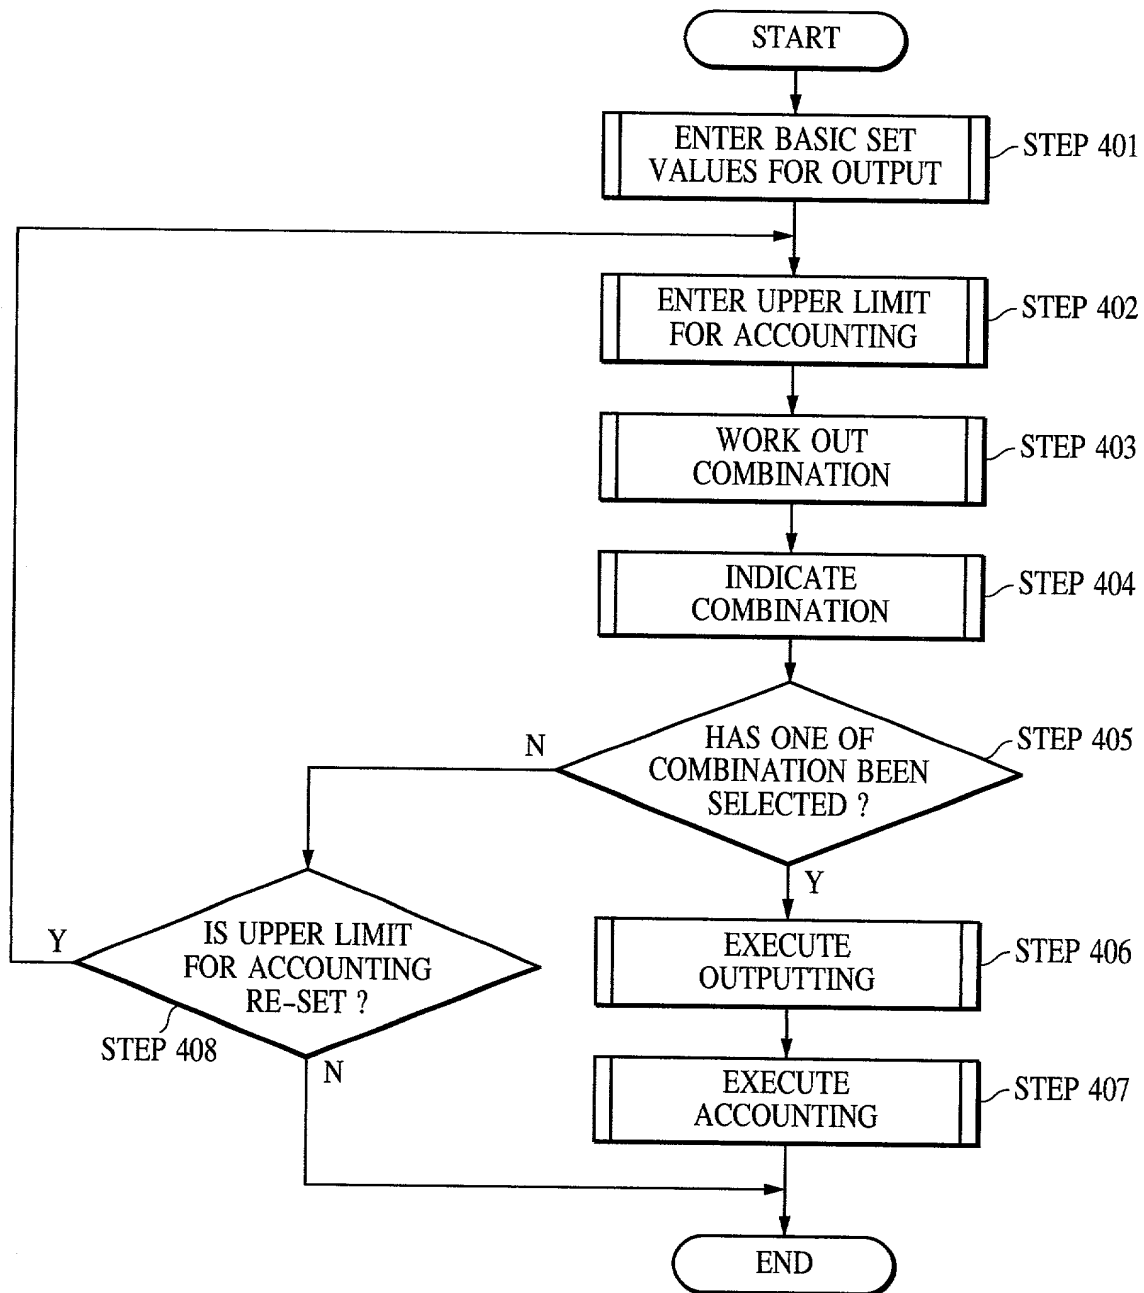 START
ENTER BASIC SET
VALUES FOR OUTPUT
STEP 401
ENTER UPPER LIMIT
FOR ACCOUNTING
STEP 402
WORK OUT
COMBINATION
STEP 403
INDICATE
COMBINATION
STEP 404
HAS ONE OF
COMBINATION BEEN
SELECTED ?
STEP 405
N
Y
IS UPPER LIMIT
FOR ACCOUNTING
RE-SET ?
Y
STEP 408
N
EXECUTE
OUTPUTTING
STEP 406
EXECUTE
ACCOUNTING
STEP 407
END